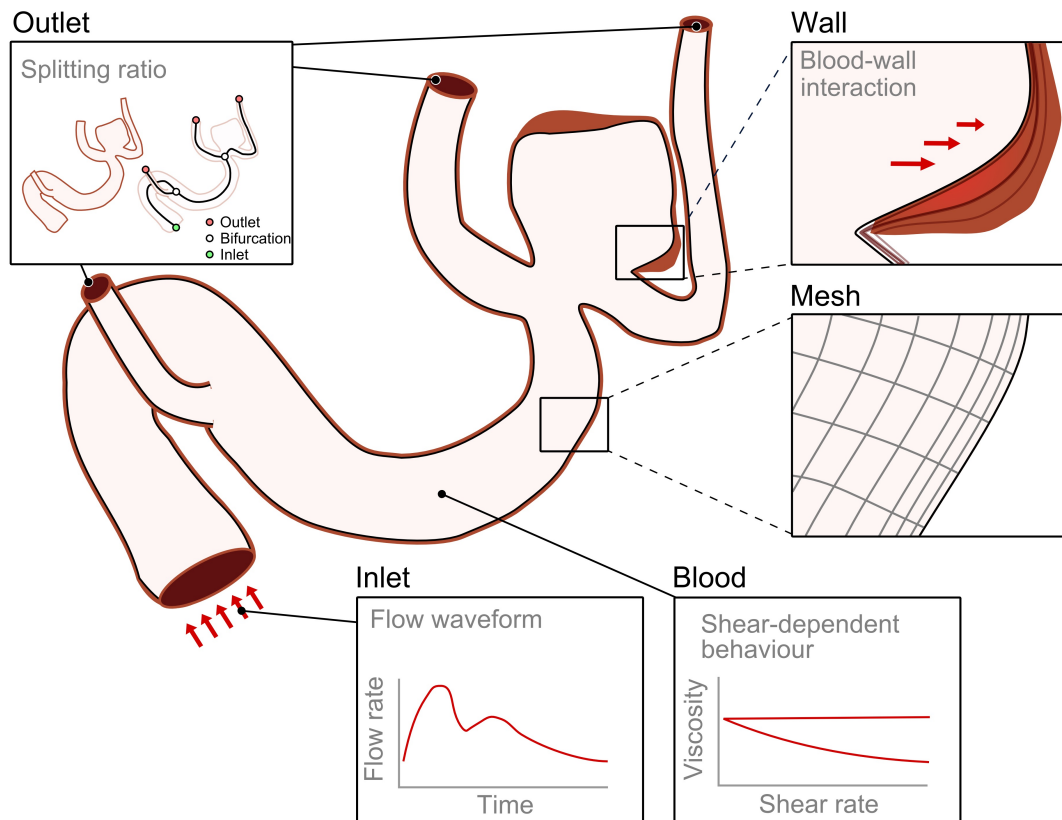 Outlet
Splitting ratio
Outlet
Bifurcation
Inlet
Wall
Blood-wall
interaction
Mesh
Inlet
Flow waveform
Flow rate
Time
Blood
Shear-dependent
behaviour
Viscosity
Shear rate